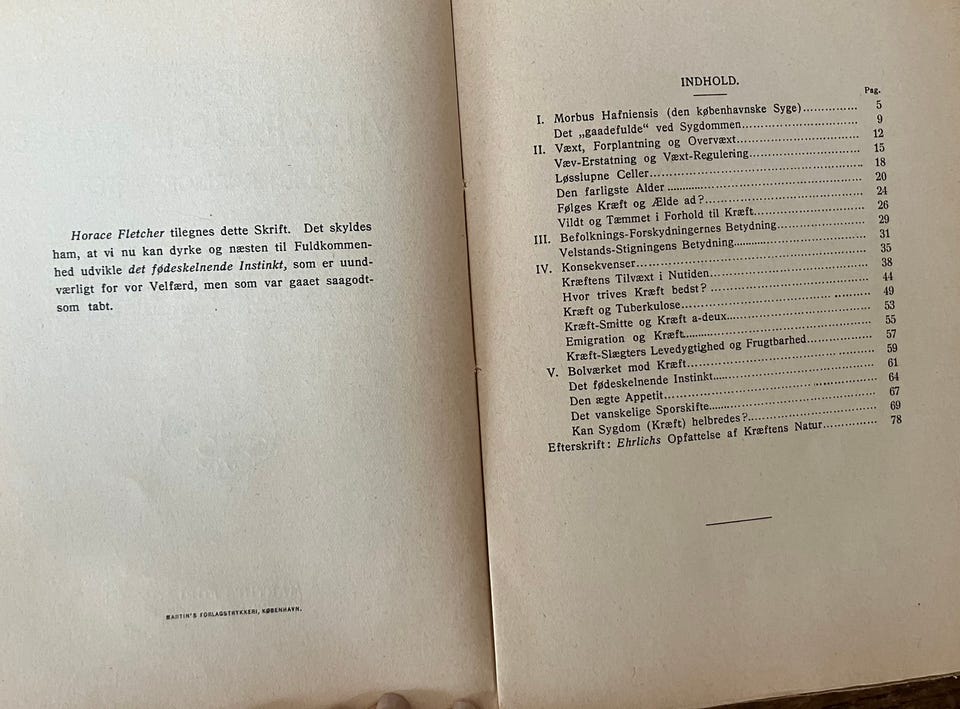 Horace Fletcher tilegnes dette Skrift. Det skyldes
ham, at vi nu kan dyrke og næsten til Fuldkommen-
hed udvikle det fødeskelnende Instinkt, som er uund-
værligt for vor Velfærd, men som var gaaet saagodt-
som tabt.
MARTIN'S FORLAGSTRYKKERI, KØBENHAVN.
INDHOLD.
Pag.
I. Morbus Hafniensis (den københavnske Syge).............. 5
Det „gaadefulde“ ved Sygdommen.............................. 9
II. Væxt, Forplantning og Overvæxt.............................. 12
Væv-Erstatning og Væxt-Regulering........................... 15
Løsslupne Celler.................................................... 18
Den farligste Alder ................................................ 20
Følges Kræft og Ælde ad?...................................... 24
Vildt og Tæmmet i Forhold til Kræft........................... 26
III. Befolknings-Forskydningernes Betydning..................... 29
Velstands-Stigningens Betydning................................ 31
IV. Konsekvenser........................................................ 35
Kræftens Tilvæxt i Nutiden....................................... 38
Hvor trives Kræft bedst? ......................................... 44
Kræft og Tuberkulose.............................................. 49
Kræft-Smitte og Kræft a-deux................................... 53
Emigration og Kræft................................................ 55
Kræft-Slægters Levedygtighed og Frugtbarhed............... 57
V. Bolværket mod Kræft............................................... 59
Det fødeskelnende Instinkt....................................... 61
Den ægte Appetit................................................... 64
Det vanskelige Sporskifte......................................... 67
Kan Sygdom (Kræft) helbredes?................................ 69
Efterskrift: Ehrlichs Opfattelse af Kræftens Natur.............. 78